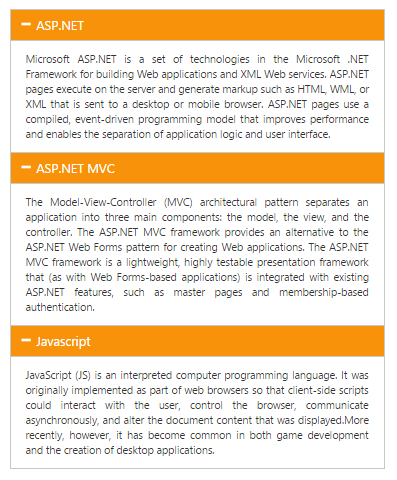 ASP.NET
Microsoft ASP.NET is a set of technologies in the Microsoft .NET
Framework for building Web applications and XML Web services. ASP.NET
pages execute on the server and generate markup such as HTML, WML, or
XML that is sent to a desktop or mobile browser. ASP.NET pages use a
compiled, event-driven programming model that improves performance
and enables the separation of application logic and user interface.
ASP.NET MVC
The Model-View-Controller (MVC) architectural pattern separates an
application into three main components: the model, the view, and the
controller. The ASP.NET MVC framework provides an alternative to the
ASP.NET Web Forms pattern for creating Web applications. The ASP.NET
MVC framework is a lightweight, highly testable presentation framework
that (as with Web Forms-based applications) is integrated with existing
ASP.NET features, such as master pages and membership-based
authentication.
Javascript
JavaScript (JS) is an interpreted computer programming language. It was
originally implemented as part of web browsers so that client-side scripts
could interact with the user, control the browser, communicate
asynchronously, and alter the document content that was displayed.More
recently, however, it has become common in both game development
and the creation of desktop applications.